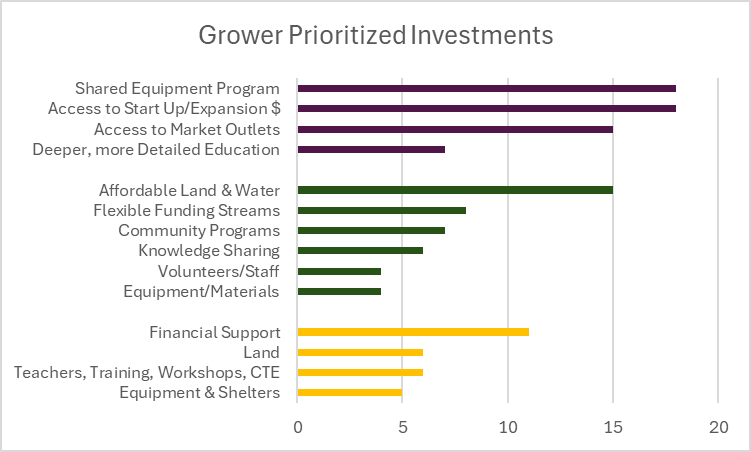 Grower Prioritized Investments
Shared Equipment Program
Access to Start Up/Expansion $
Access to Market Outlets
Deeper, more Detailed Education
Affordable Land & Water
Flexible Funding Streams
Community Programs
Knowledge Sharing
Volunteers/Staff
Equipment/Materials
Financial Support
Land
Teachers, Training, Workshops, CTE
Equipment & Shelters
0 5 10 15 20